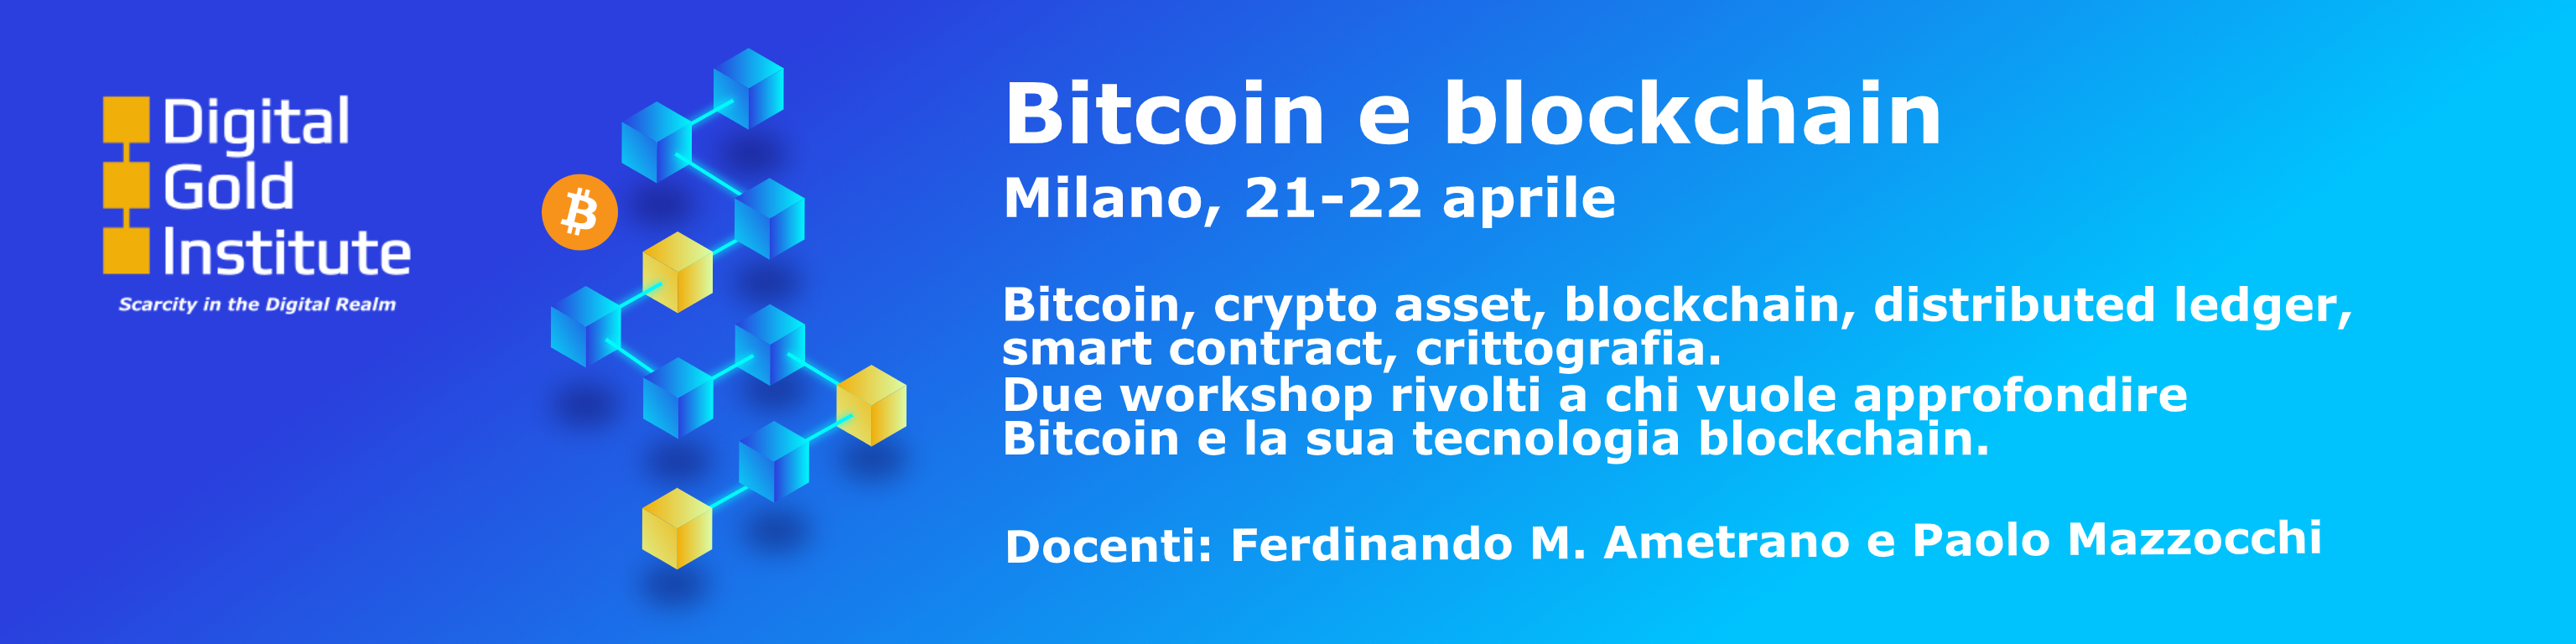 Digital
Gold
Institute
Scarcity in the Digital Realm
Bitcoin e blockchain
Milano, 21-22 aprile
Bitcoin, crypto asset, blockchain, distributed ledger,
smart contract, crittografia.
Due workshop rivolti a chi vuole approfondire
Bitcoin e la sua tecnologia blockchain.
Docenti: Ferdinando M. Ametrano e Paolo Mazzocchi